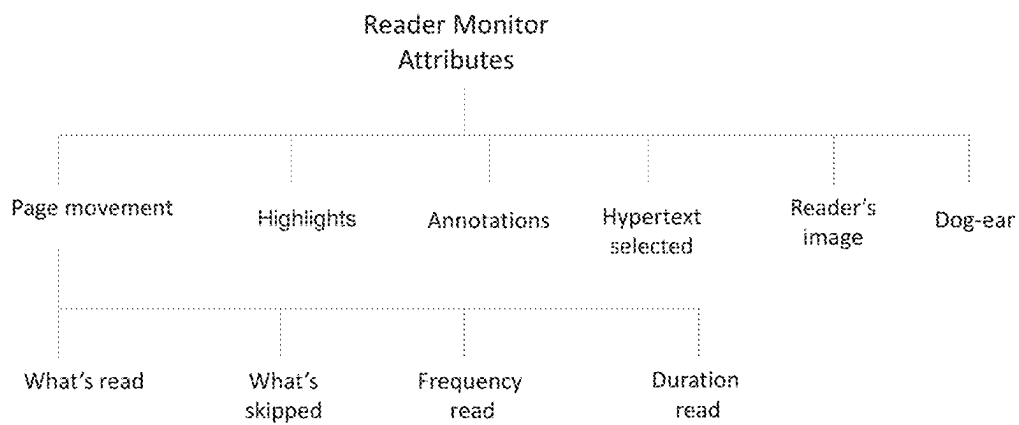 Reader Monitor
Attributes
Page movement
Highlights
Annotations
Hypertext
selected
Reader's
image
Dog-ear
What's read
What's
skipped
Frequency
read
Duration
read